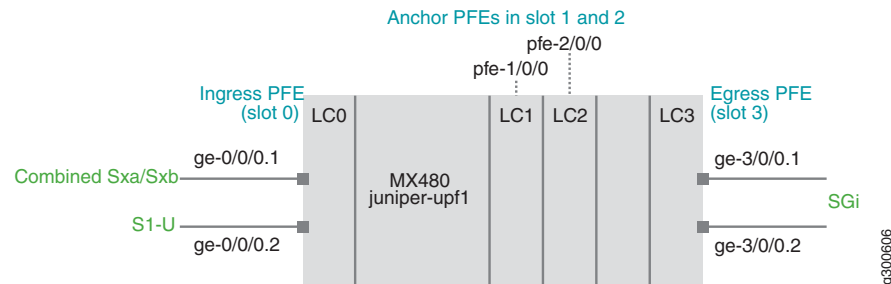 Anchor PFEs in slot 1 and 2
pfe-2/0/0
pfe-1/0/0
Ingress PFE
(slot 0)
LC0
LC1
LC2
LC3
Egress PFE
(slot 3)
ge-0/0/0.1
Combined Sxa/Sxb
MX480
juniper-upf1
ge-3/0/0.1
S1-U
SGi
ge-0/0/0.2
ge-3/0/0.2
g300606